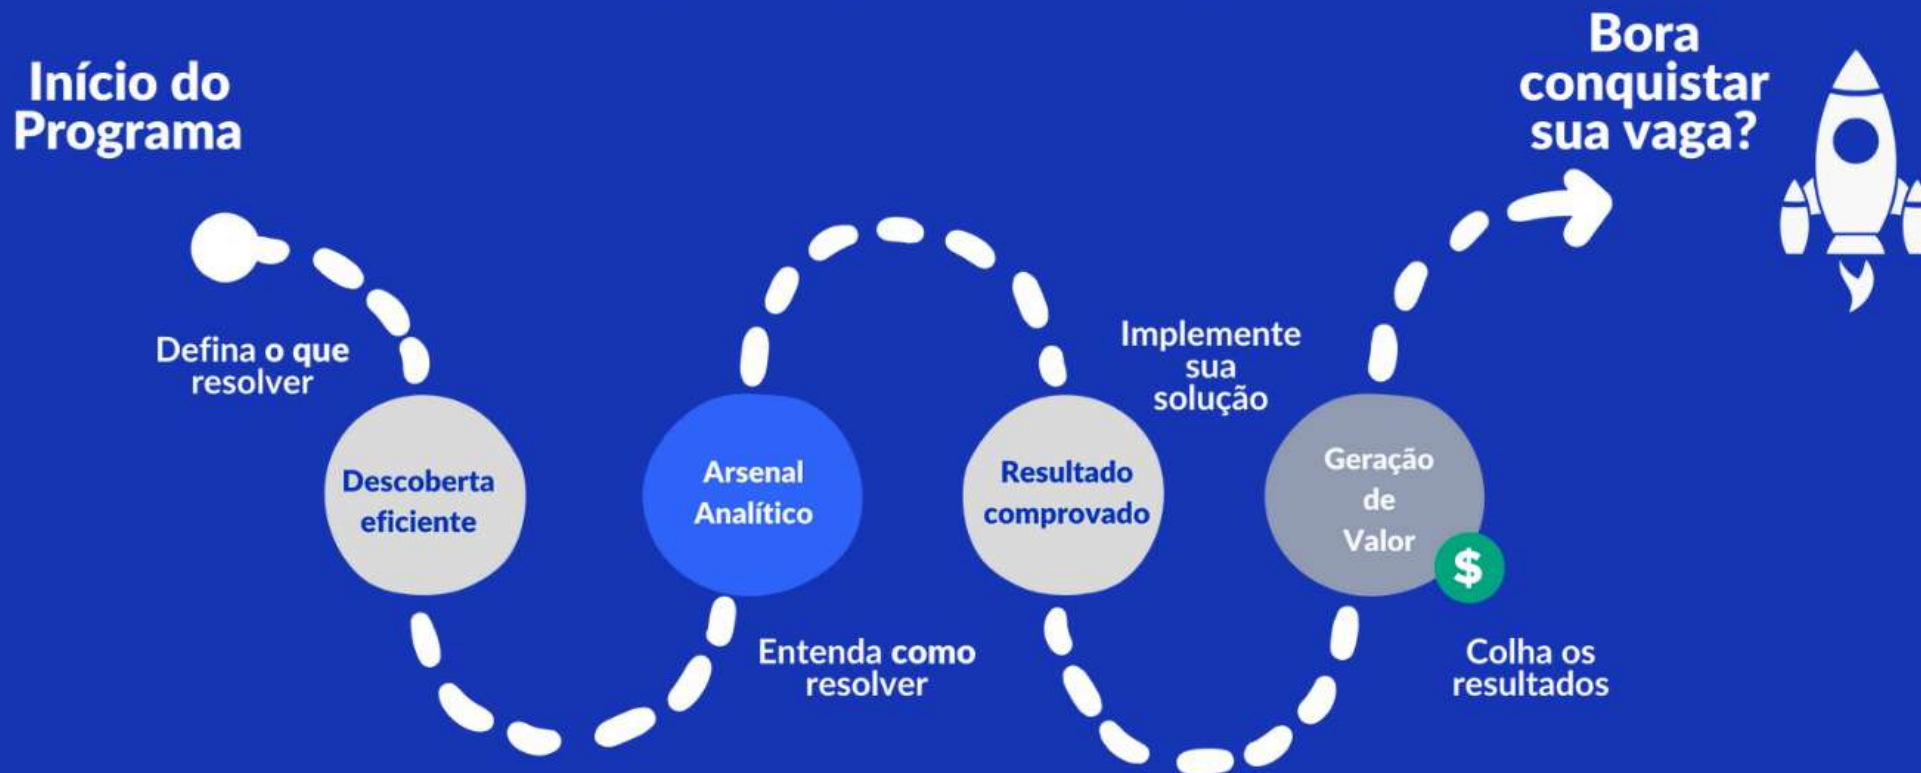 Início do
Programa
Bora
conquistar
sua vaga?
Defina o que
resolver
Descoberta
eficiente
Arsenal
Analítico
Entenda como
resolver
Resultado
comprovado
Implemente
sua
solução
Geração
de
Valor
$
Colha os
resultados